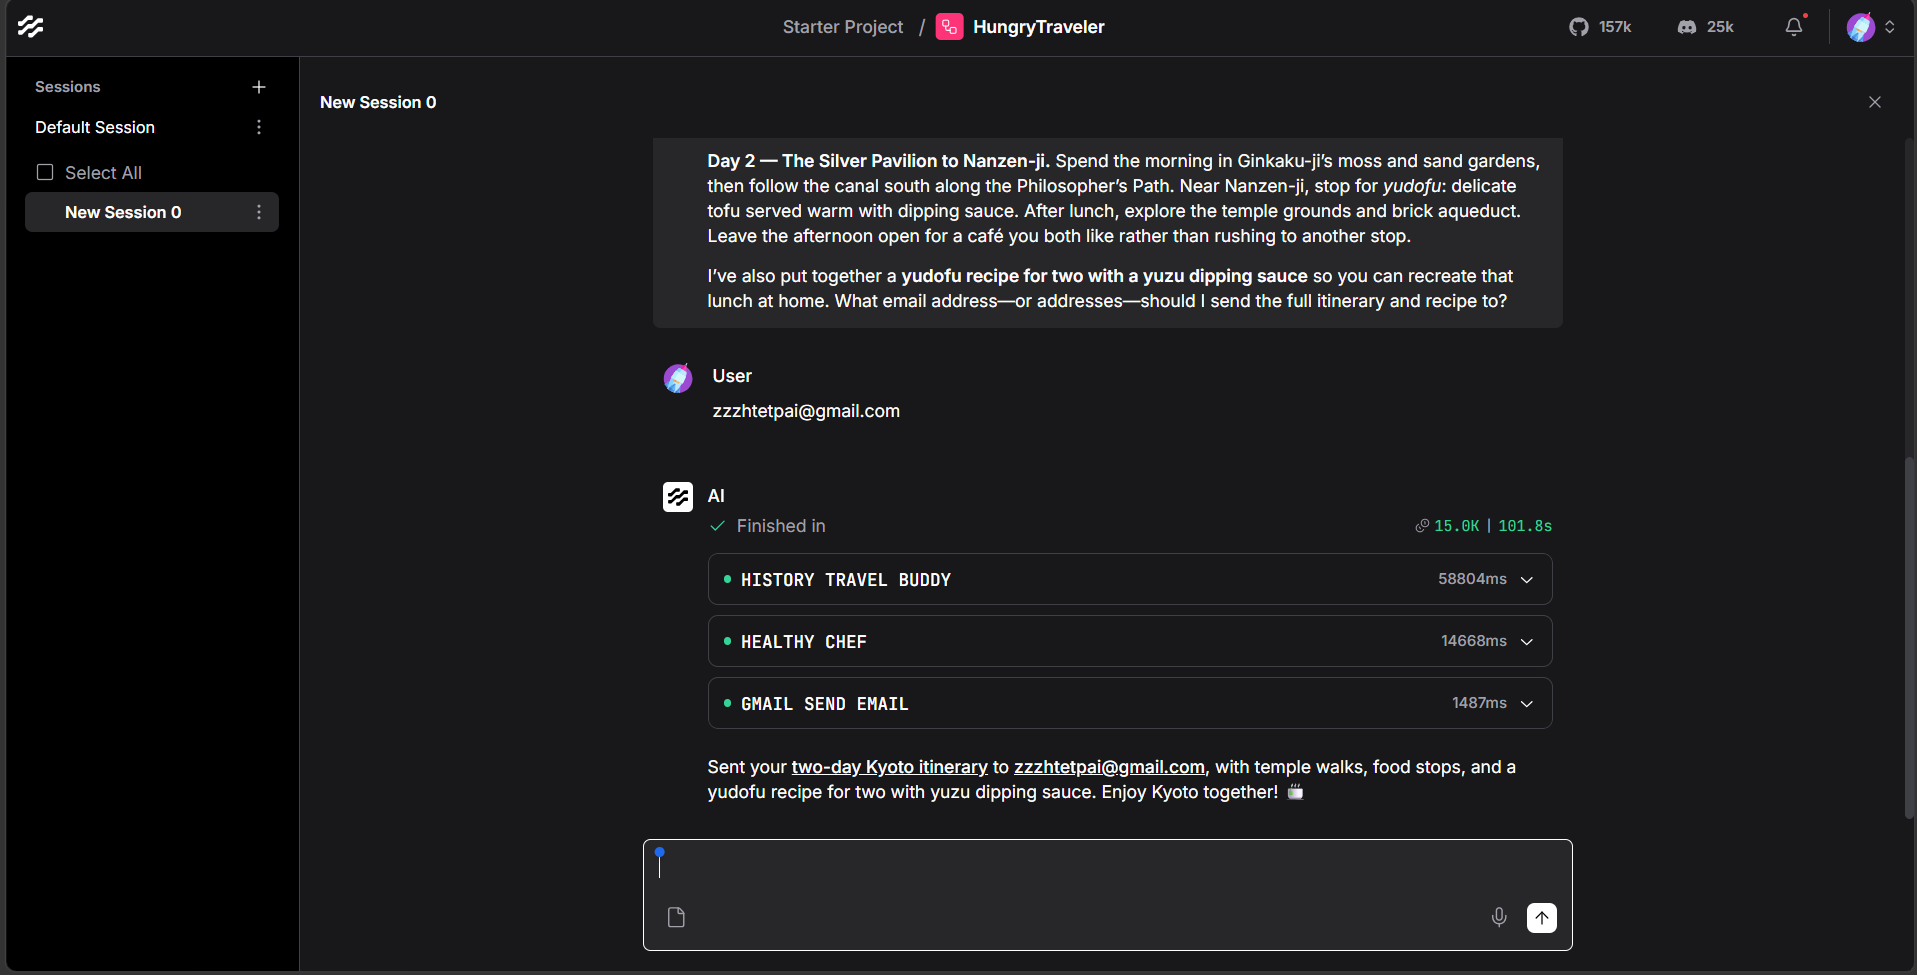 Starter Project / HungryTraveler
157k
25k
Sessions
Default Session
Select All
New Session 0
New Session 0
Day 2 — The Silver Pavilion to Nanzen-ji. Spend the morning in Ginkaku-ji’s moss and sand gardens,
then follow the canal south along the Philosopher’s Path. Near Nanzen-ji, stop for yudofu: delicate
tofu served warm with dipping sauce. After lunch, explore the temple grounds and brick aqueduct.
Leave the afternoon open for a café you both like rather than rushing to another stop.
I’ve also put together a yudofu recipe for two with a yuzu dipping sauce so you can recreate that
lunch at home. What email address—or addresses—should I send the full itinerary and recipe to?
User
zzzhtetpai@gmail.com
AI
Finished in
15.0K | 101.8s
HISTORY TRAVEL BUDDY
58804ms
HEALTHY CHEF
14668ms
GMAIL SEND EMAIL
1487ms
Sent your two-day Kyoto itinerary to zzzhtetpai@gmail.com, with temple walks, food stops, and a
yudofu recipe for two with yuzu dipping sauce. Enjoy Kyoto together! 🍵